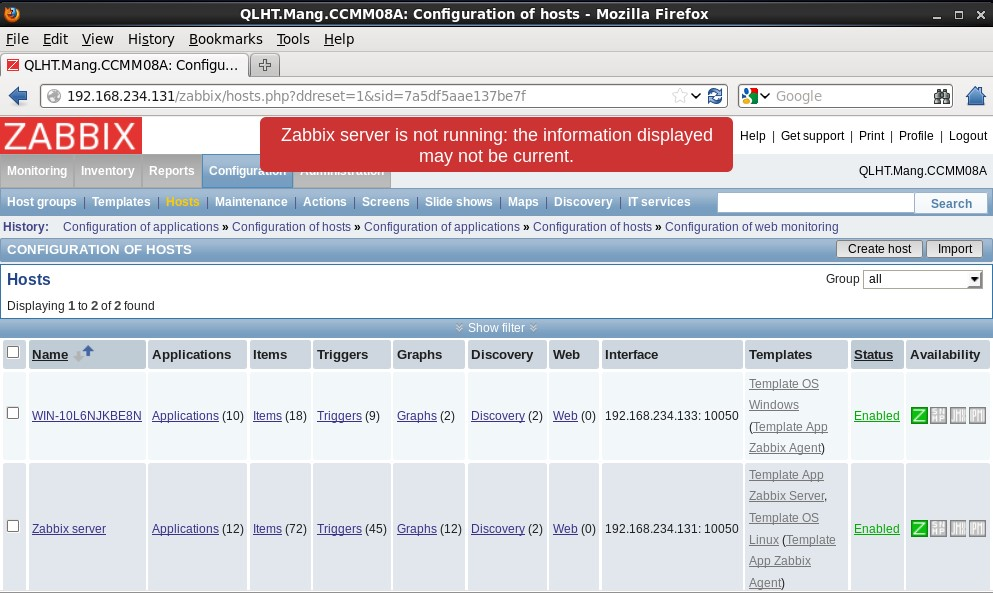 QLHT.Mang.CCMM08A: Configuration of hosts - Mozilla Firefox
File Edit View History Bookmarks Tools Help
QLHT.Mang.CCMM08A: Configu...
192.168.234.131/zabbix/hosts.php?ddreset=1&sid=7a5df5aae137be7f
Google
ZABBIX
Zabbix server is not running: the information displayed
may not be current.
Help | Get support | Print | Profile | Logout
Monitoring Inventory Reports Configuration Administration
QLHT.Mang.CCMM08A
Host groups | Templates | Hosts | Maintenance | Actions | Screens | Slide shows | Maps | Discovery | IT services
Search
History: Configuration of applications » Configuration of hosts » Configuration of applications » Configuration of hosts » Configuration of web monitoring
CONFIGURATION OF HOSTS
Create host Import
Hosts
Group all
Displaying 1 to 2 of 2 found
Show filter
Name Applications Items Triggers Graphs Discovery Web Interface Templates Status Availability
WIN-10L6NJKBE8N Applications (10) Items (18) Triggers (9) Graphs (2) Discovery (2) Web (0) 192.168.234.133: 10050
Template OS
Windows
(Template App
Zabbix Agent)
Enabled
Z SNMP JMX IPMI
Zabbix server Applications (12) Items (72) Triggers (45) Graphs (12) Discovery (2) Web (0) 192.168.234.131: 10050
Template App
Zabbix Server,
Template OS
Linux (Template
App Zabbix
Agent)
Enabled
Z SNMP JMX IPMI